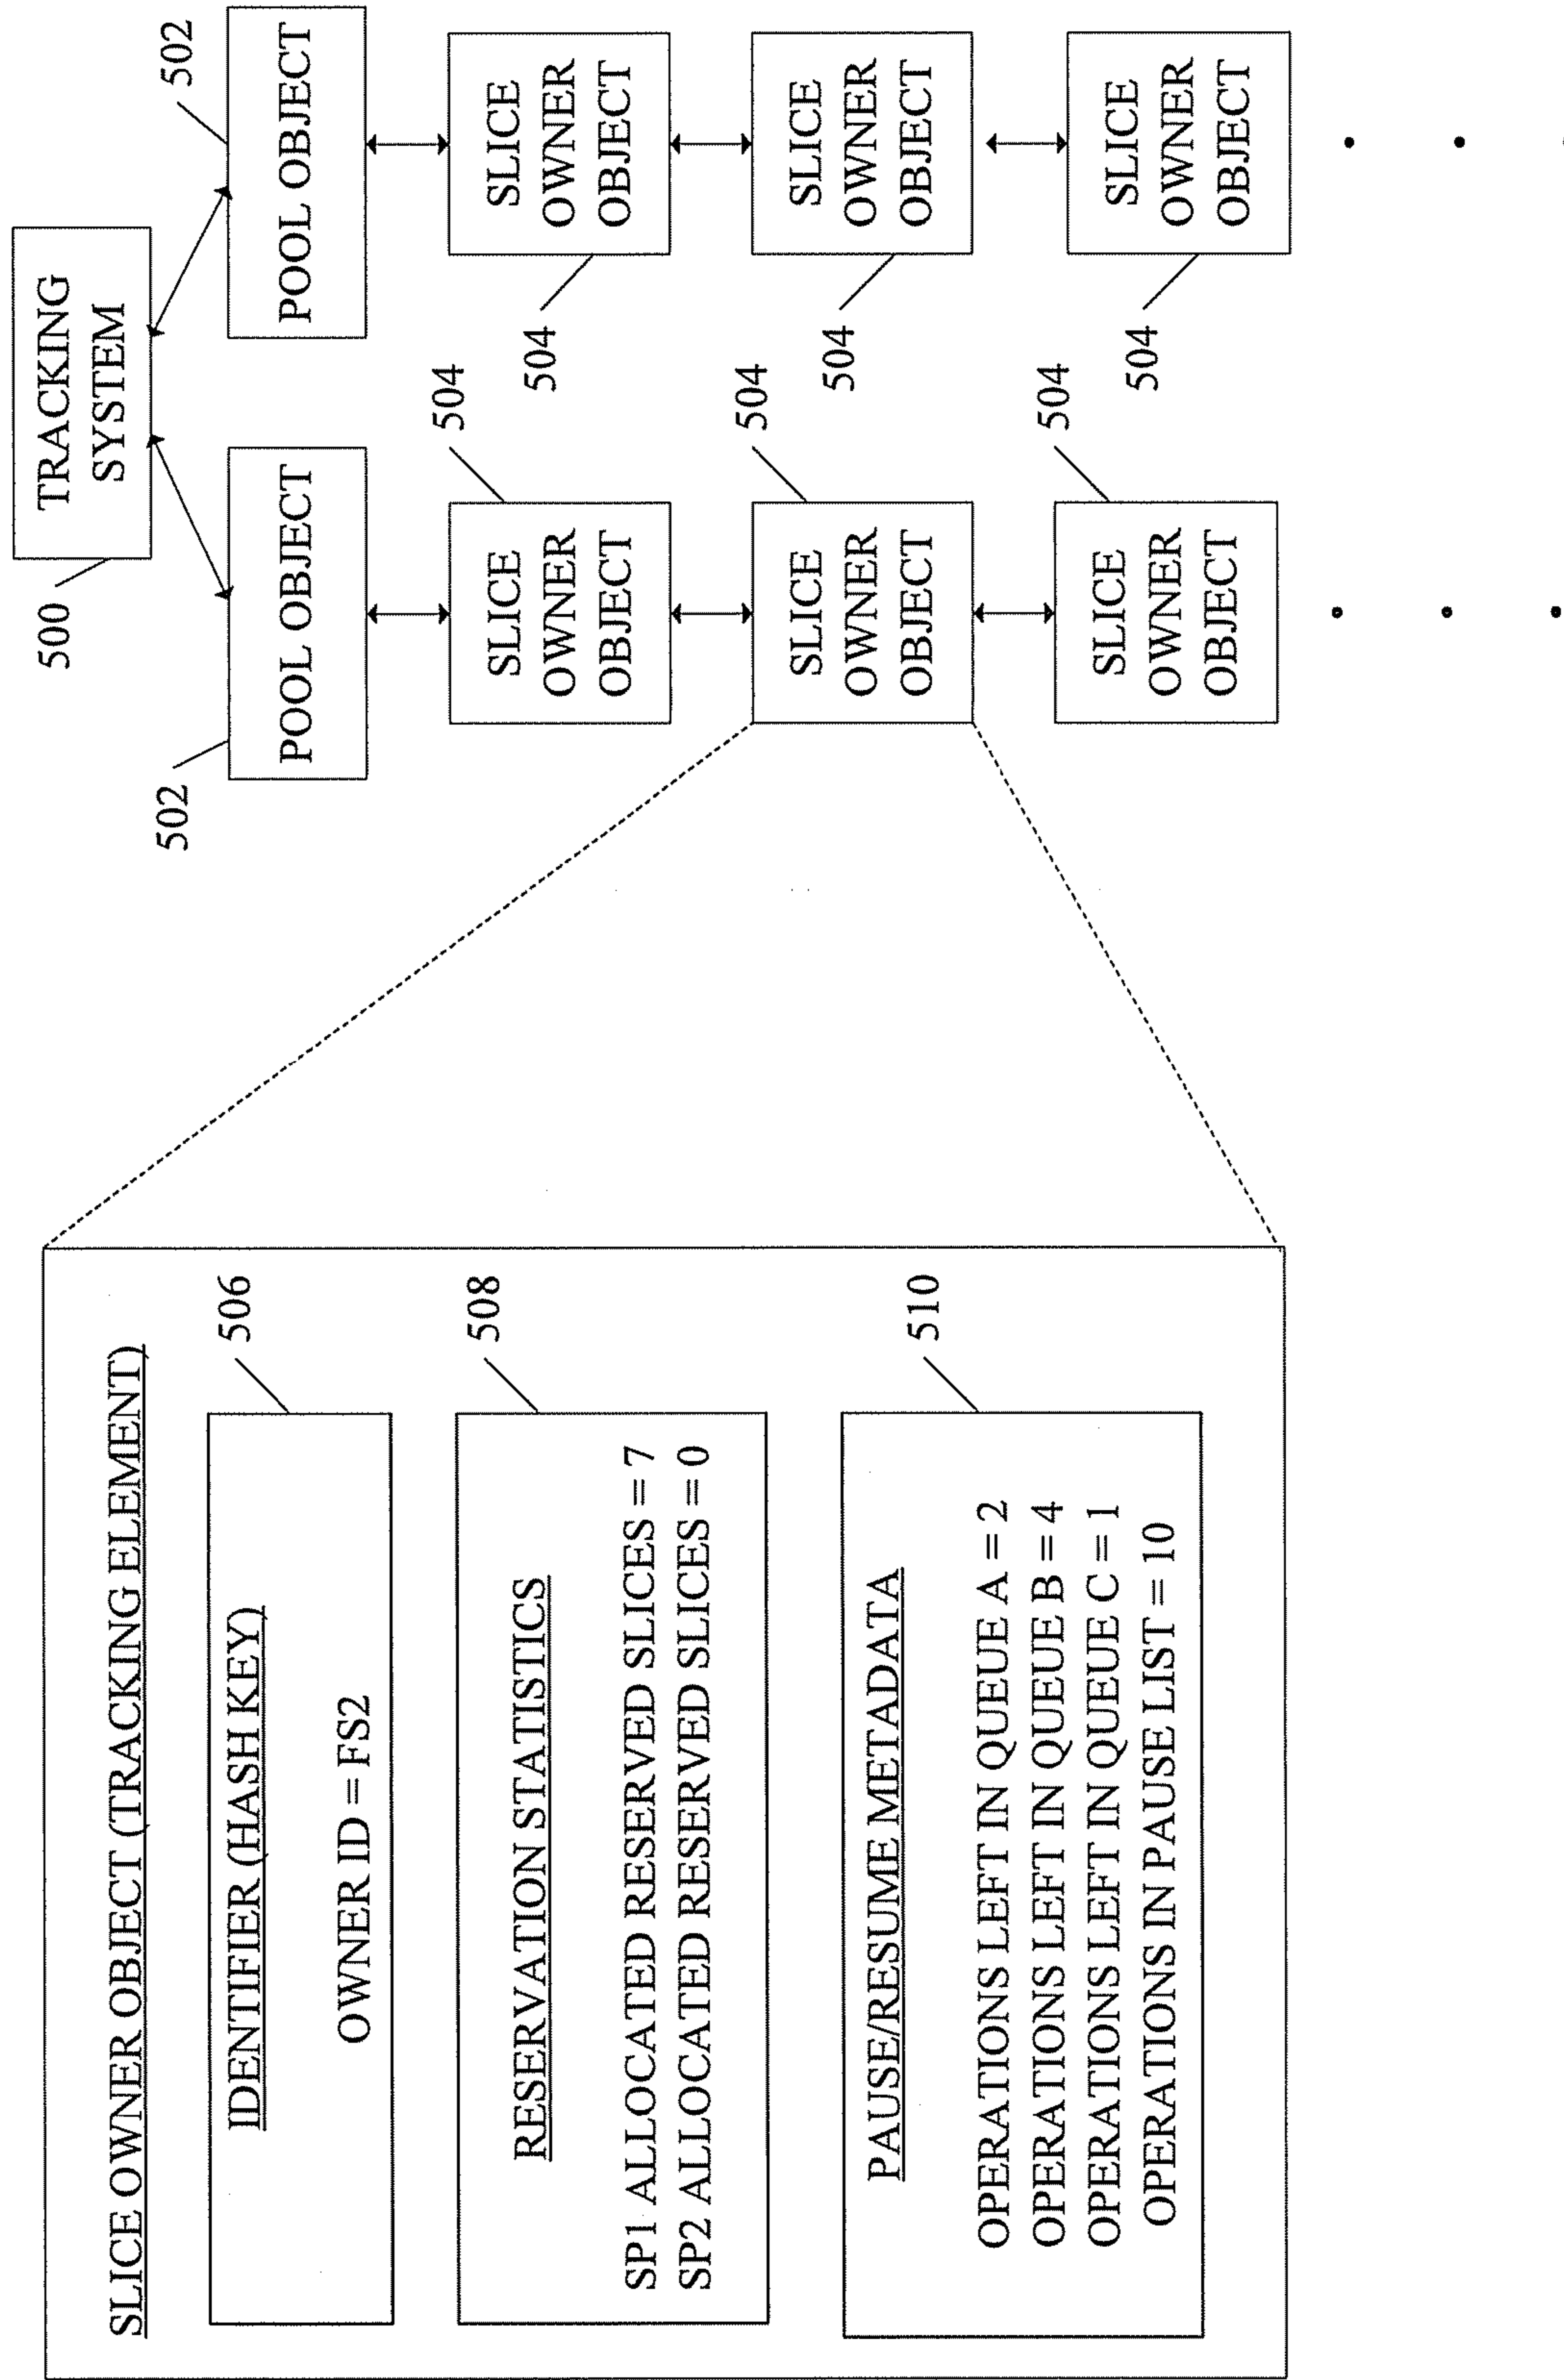 SLICE OWNER OBJECT (TRACKING ELEMENT)
IDENTIFIER (HASH KEY)
OWNER ID = FS2
506
RESERVATION STATISTICS
SP1 ALLOCATED RESERVED SLICES = 7
SP2 ALLOCATED RESERVED SLICES = 0
508
PAUSE/RESUME METADATA
OPERATIONS LEFT IN QUEUE A = 2
OPERATIONS LEFT IN QUEUE B = 4
OPERATIONS LEFT IN QUEUE C = 1
OPERATIONS IN PAUSE LIST = 10
510
500
TRACKING
SYSTEM
502
POOL OBJECT
504
SLICE
OWNER
OBJECT
504
SLICE
OWNER
OBJECT
504
SLICE
OWNER
OBJECT
502
POOL OBJECT
504
SLICE
OWNER
OBJECT
504
SLICE
OWNER
OBJECT
504
SLICE
OWNER
OBJECT